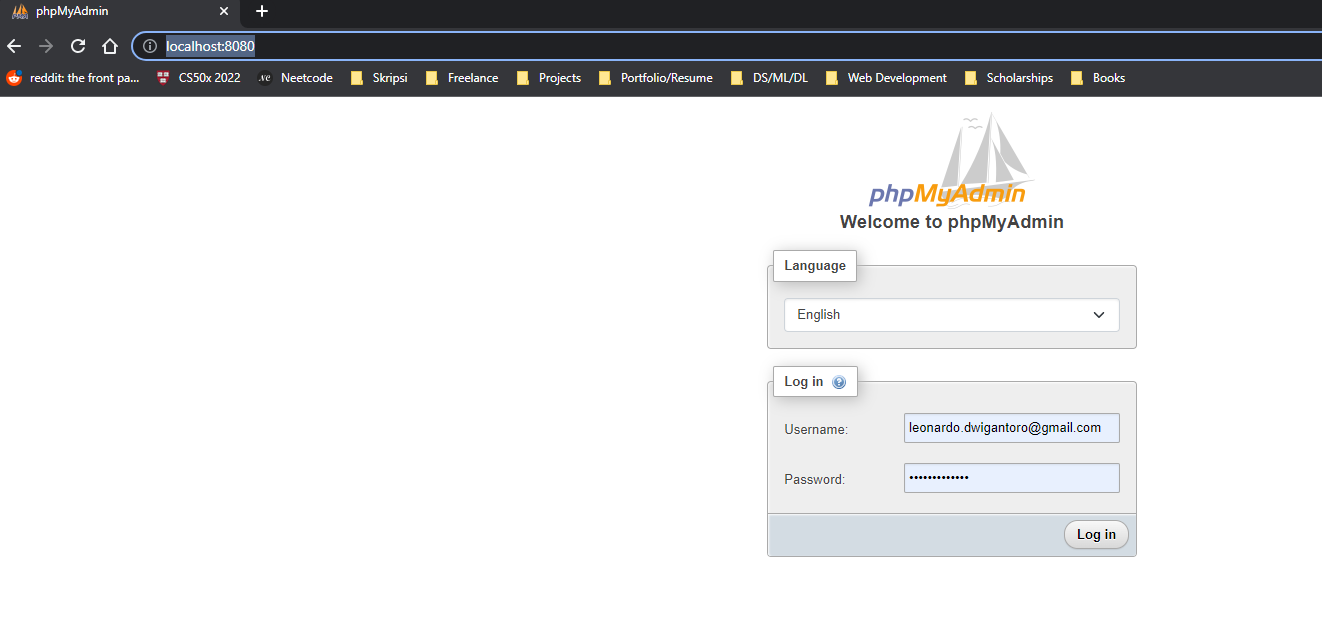 phpMyAdmin
localhost:8080
reddit: the front pa... CS50x 2022 Neetcode Skripsi Freelance Projects Portfolio/Resume DS/ML/DL Web Development Scholarships Books
phpMyAdmin
Welcome to phpMyAdmin
Language
English
Log in
Username: leonardo.dwigantoro@gmail.com
Password: •••••••••••••
Log in